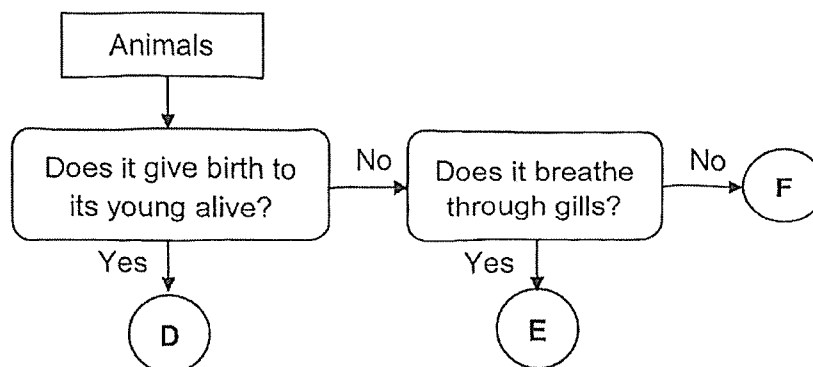 Animals
Does it give birth to
its young alive?
No
Does it breathe
through gills?
No
F
Yes
Yes
D
E